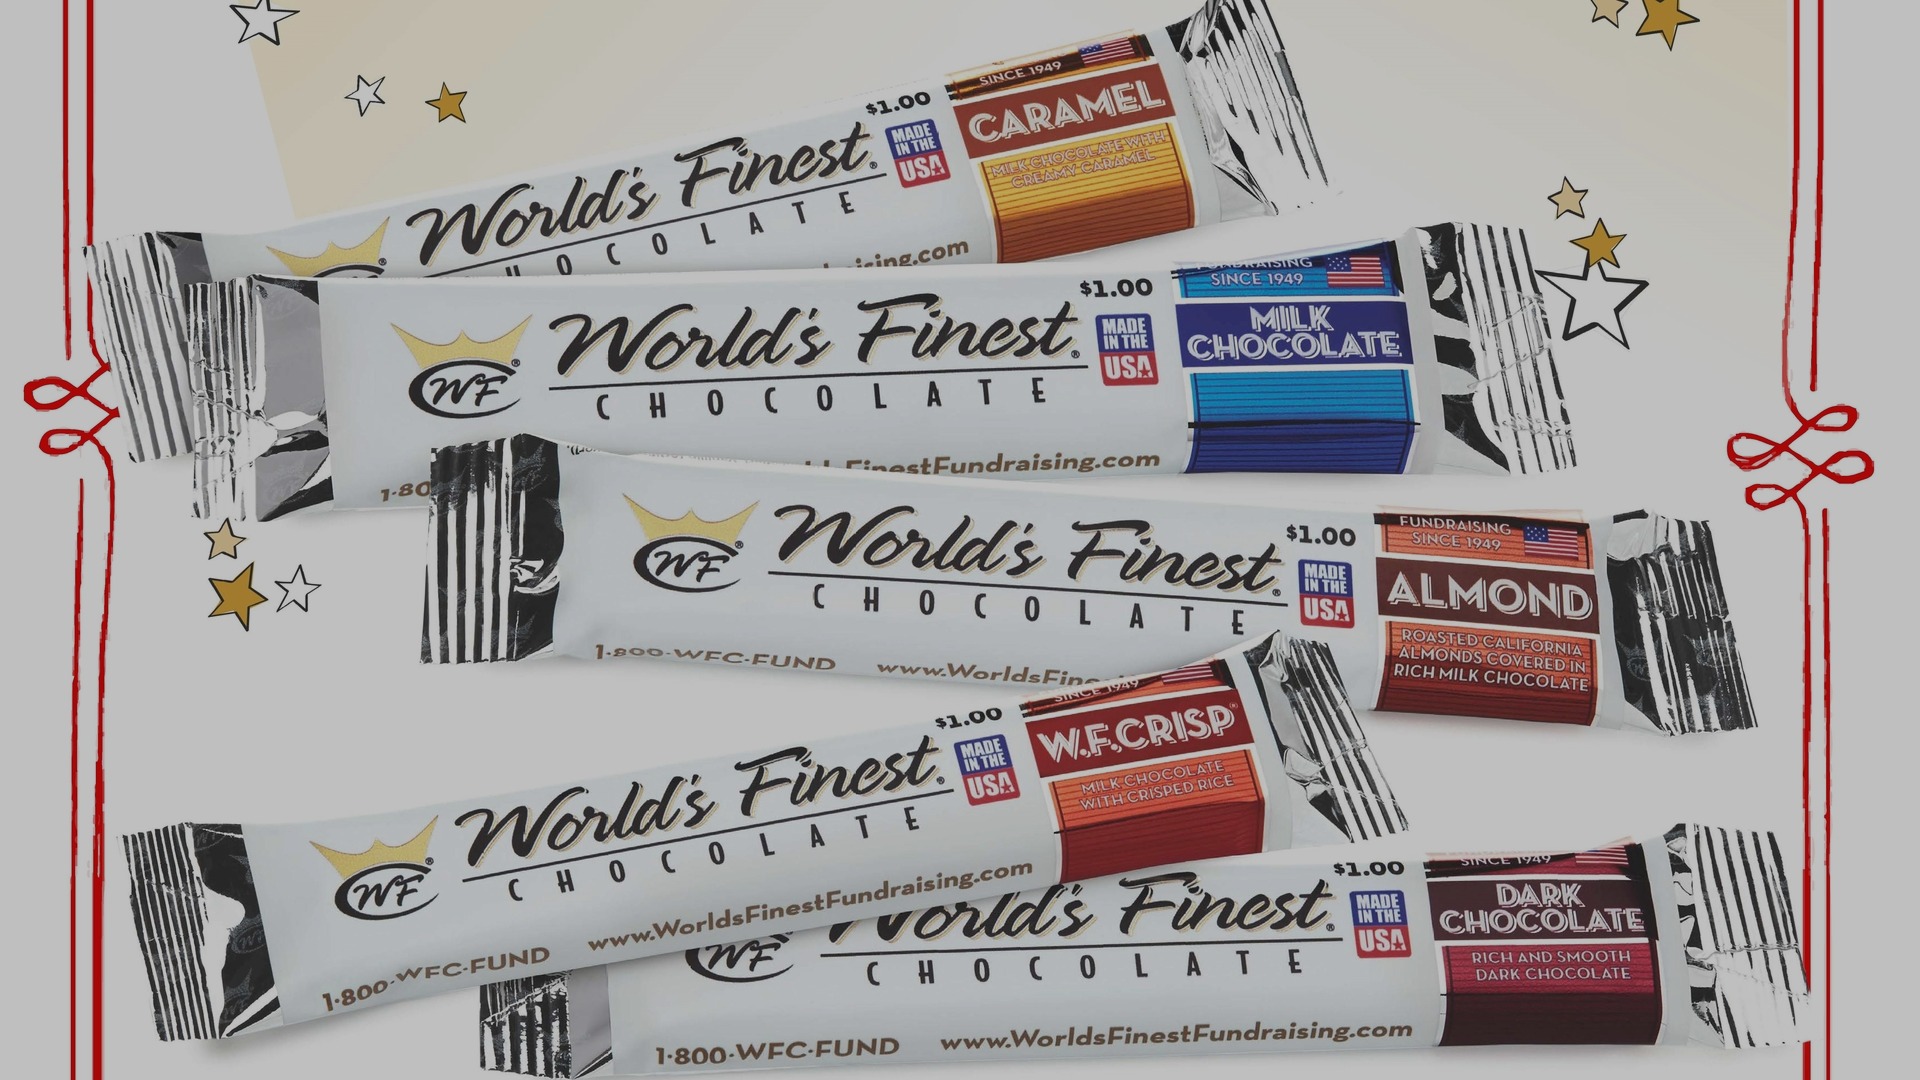 $1.00
SINCE 1949
CARAMEL
MILK CHOCOLATE WITH
CREAMY CARAMEL
MADE
IN THE
USA
World's Finest®
CHOCOLATE
$1.00
FUNDRAISING
SINCE 1949
MILK
CHOCOLATE
MADE
IN THE
USA
WF®
World's Finest®
CHOCOLATE
$1.00
FUNDRAISING
SINCE 1949
ALMOND
ROASTED CALIFORNIA
ALMONDS COVERED IN
RICH MILK CHOCOLATE
MADE
IN THE
USA
WF®
World's Finest®
CHOCOLATE
1·800·WFC·FUND
$1.00
SINCE 1949
W.F.CRISP®
MILK CHOCOLATE
WITH CRISPED RICE
MADE
IN THE
USA
WF®
World's Finest®
CHOCOLATE
1·800·WFC·FUND www.WorldsFinestFundraising.com
$1.00
SINCE 1949
DARK
CHOCOLATE
RICH AND SMOOTH
DARK CHOCOLATE
MADE
IN THE
USA
WF®
World's Finest®
CHOCOLATE
1·800·WFC·FUND www.WorldsFinestFundraising.com